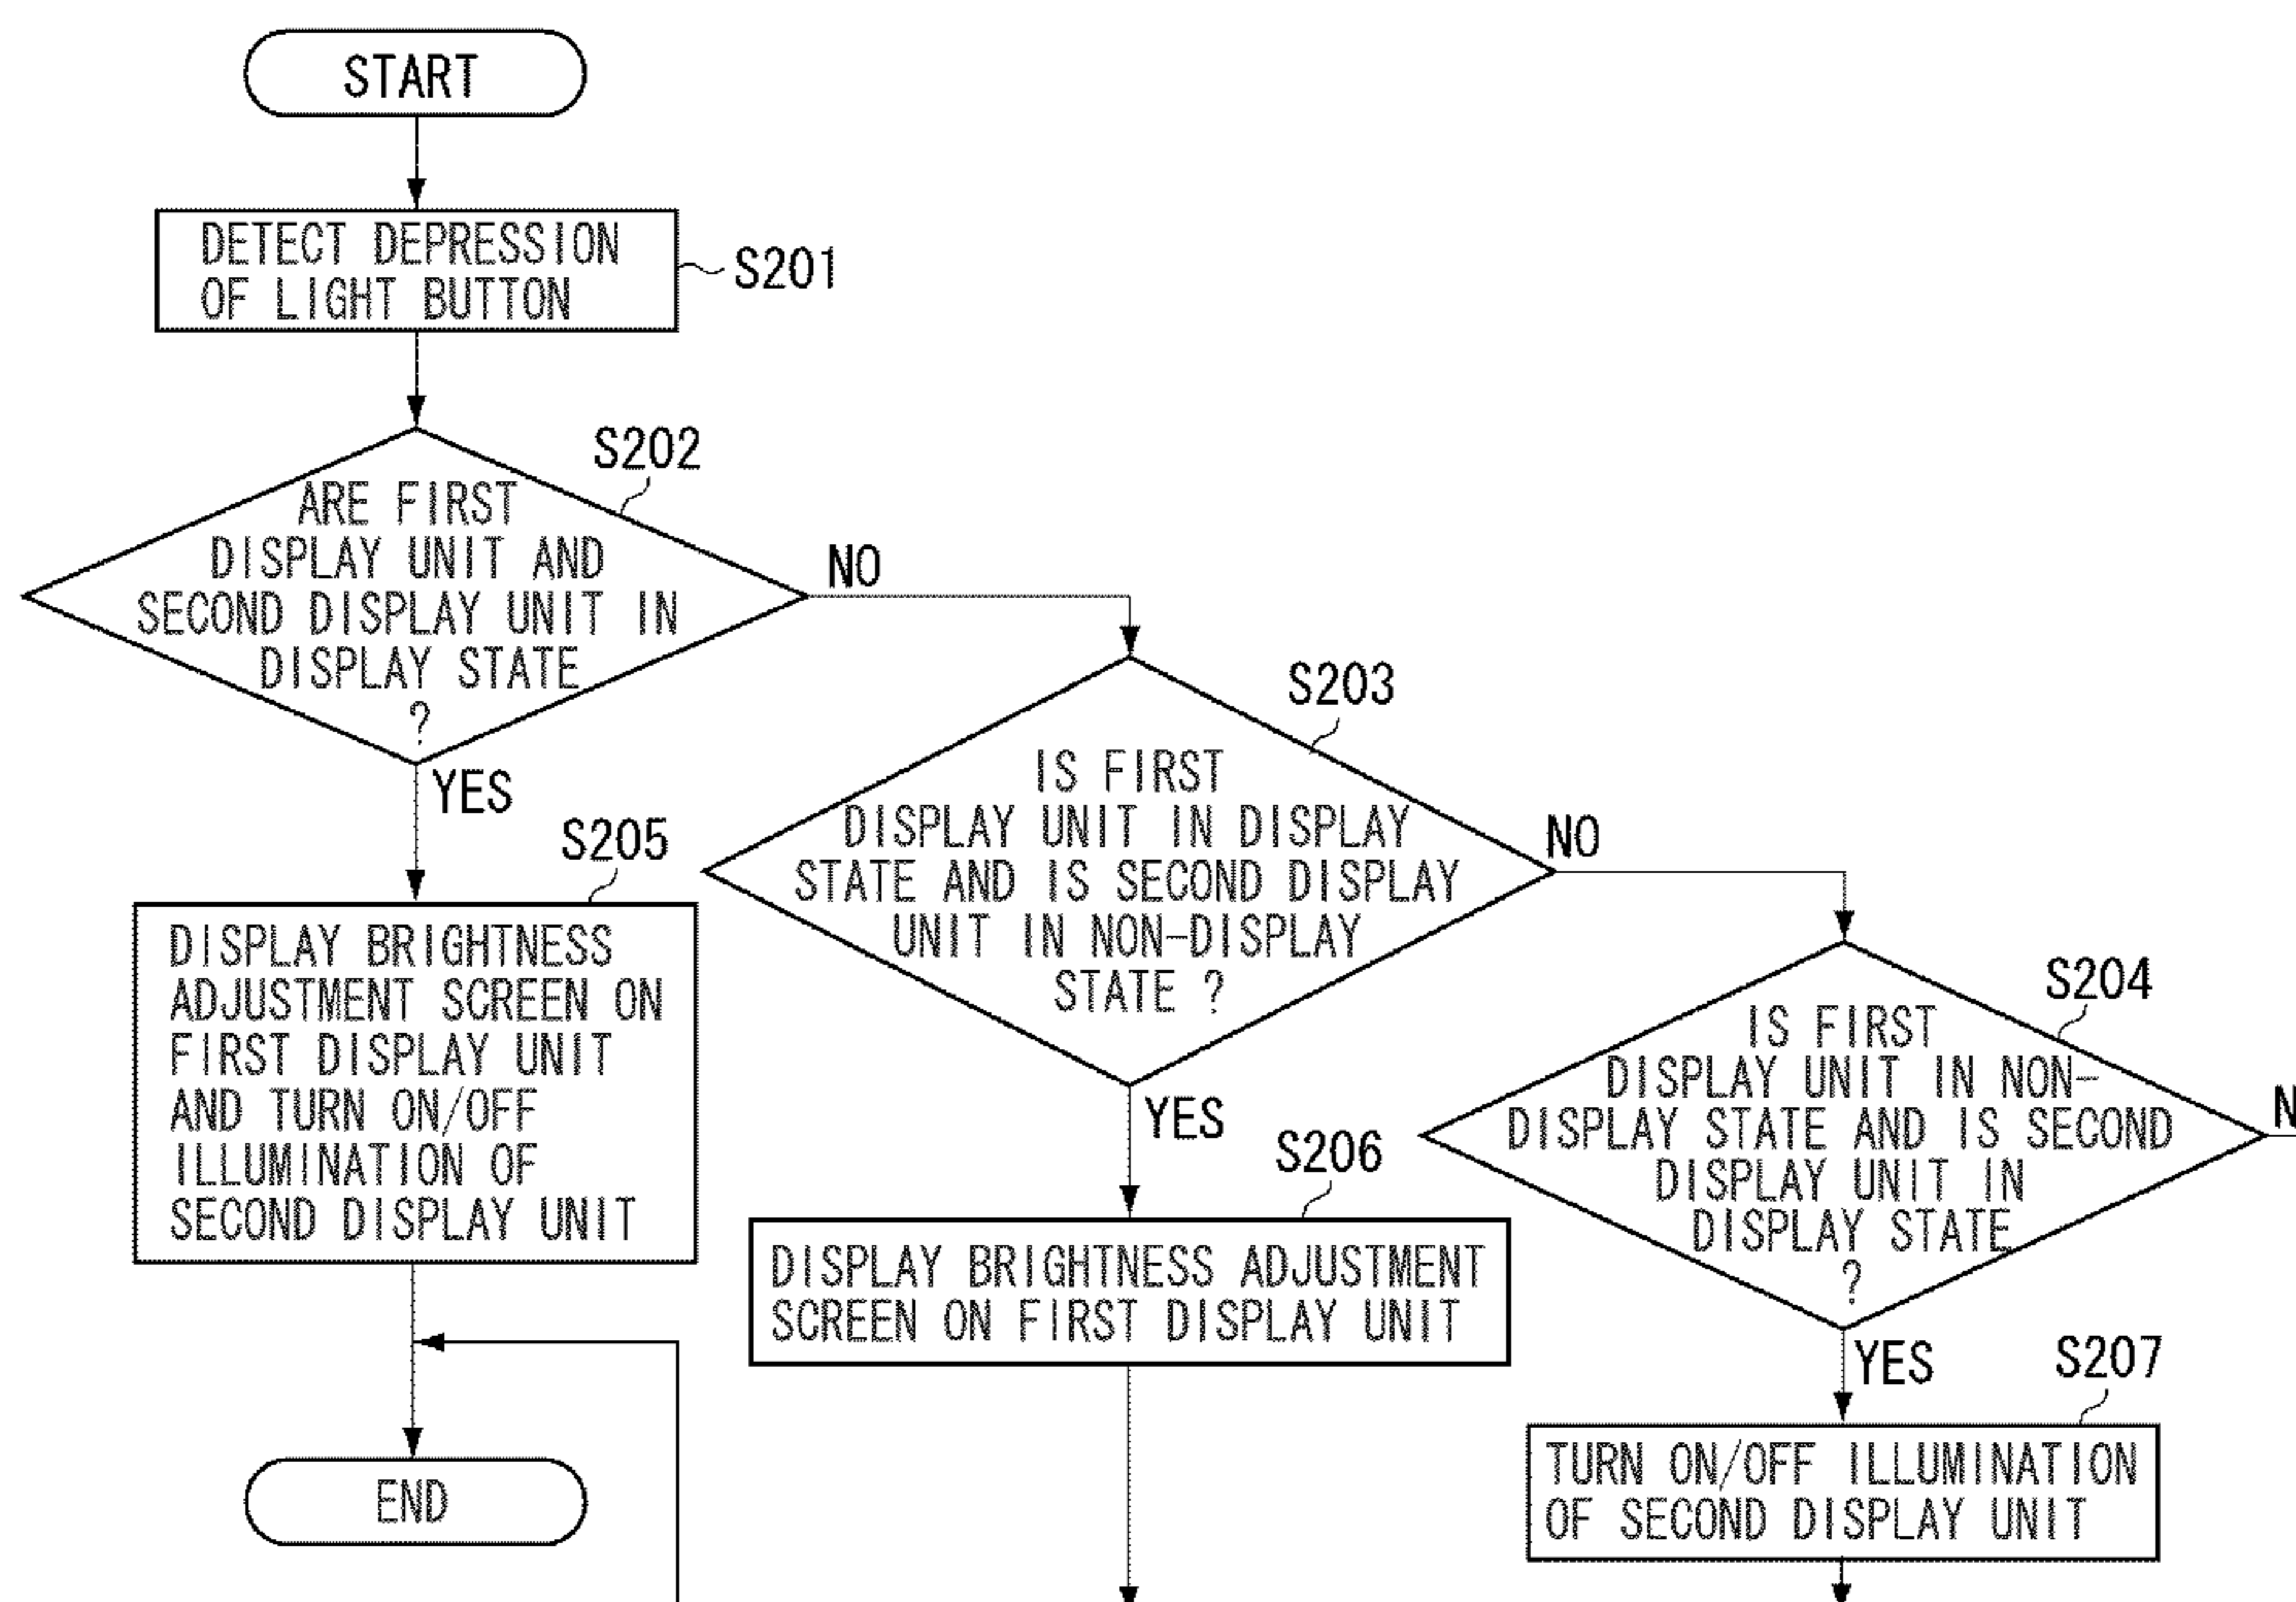 START
DETECT DEPRESSION
OF LIGHT BUTTON
S201
S202
ARE FIRST
DISPLAY UNIT AND
SECOND DISPLAY UNIT IN
DISPLAY STATE
?
NO
YES
S203
IS FIRST
DISPLAY UNIT IN DISPLAY
STATE AND IS SECOND DISPLAY
UNIT IN NON-DISPLAY
STATE ?
NO
YES
S204
IS FIRST
DISPLAY UNIT IN NON-
DISPLAY STATE AND IS SECOND
DISPLAY UNIT IN
DISPLAY STATE
?
YES
S205
DISPLAY BRIGHTNESS
ADJUSTMENT SCREEN ON
FIRST DISPLAY UNIT
AND TURN ON/OFF
ILLUMINATION OF
SECOND DISPLAY UNIT
S206
DISPLAY BRIGHTNESS ADJUSTMENT
SCREEN ON FIRST DISPLAY UNIT
S207
TURN ON/OFF ILLUMINATION
OF SECOND DISPLAY UNIT
END